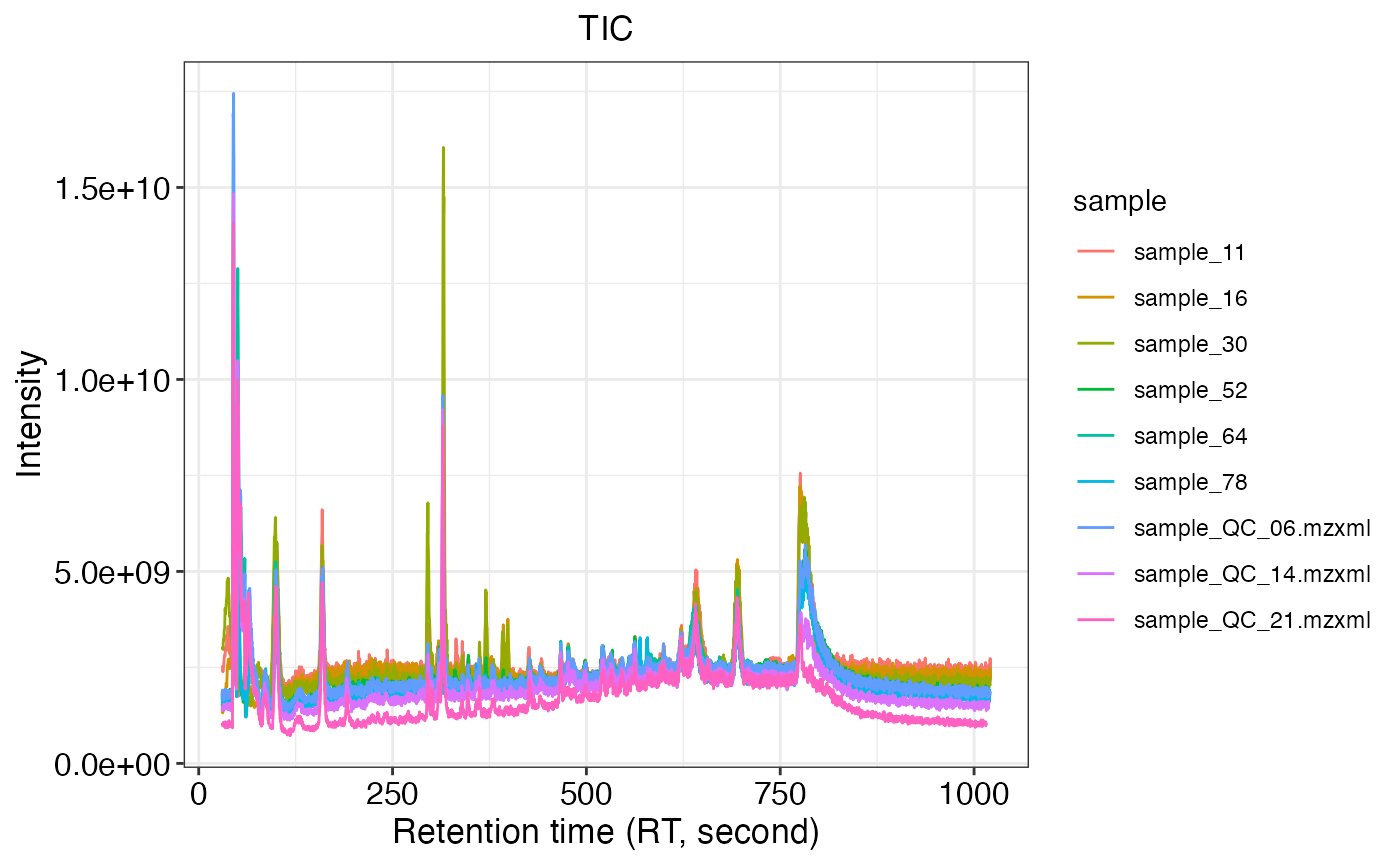 TIC
Intensity
1.5e+10
1.0e+10
5.0e+09
0.0e+00
0 250 500 750 1000
Retention time (RT, second)
sample
sample_11
sample_16
sample_30
sample_52
sample_64
sample_78
sample_QC_06.mzxml
sample_QC_14.mzxml
sample_QC_21.mzxml